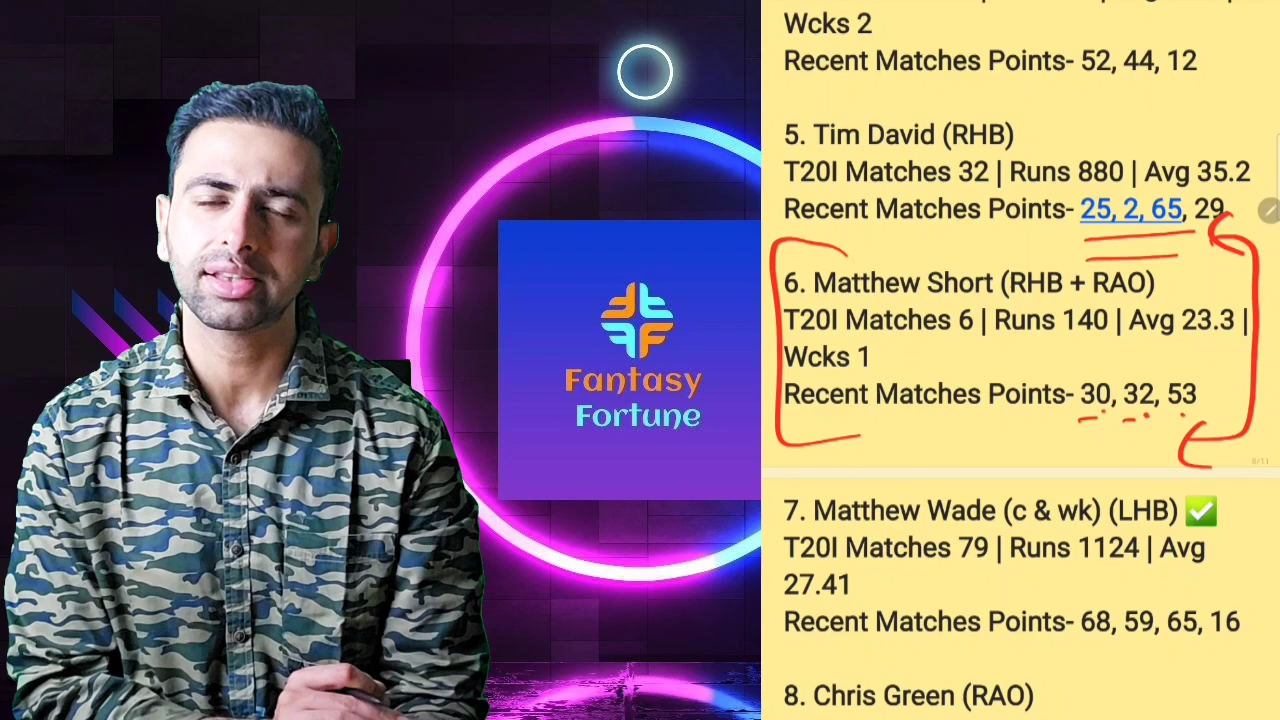 Fantasy
Fortune
Wcks 2
Recent Matches Points- 52, 44, 12
5. Tim David (RHB)
T20I Matches 32 | Runs 880 | Avg 35.2
Recent Matches Points- 25, 2, 65, 29
6. Matthew Short (RHB + RAO)
T20I Matches 6 | Runs 140 | Avg 23.3 |
Wcks 1
Recent Matches Points- 30, 32, 53
8/11
7. Matthew Wade (c & wk) (LHB) ✅
T20I Matches 79 | Runs 1124 | Avg
27.41
Recent Matches Points- 68, 59, 65, 16
8. Chris Green (RAO)